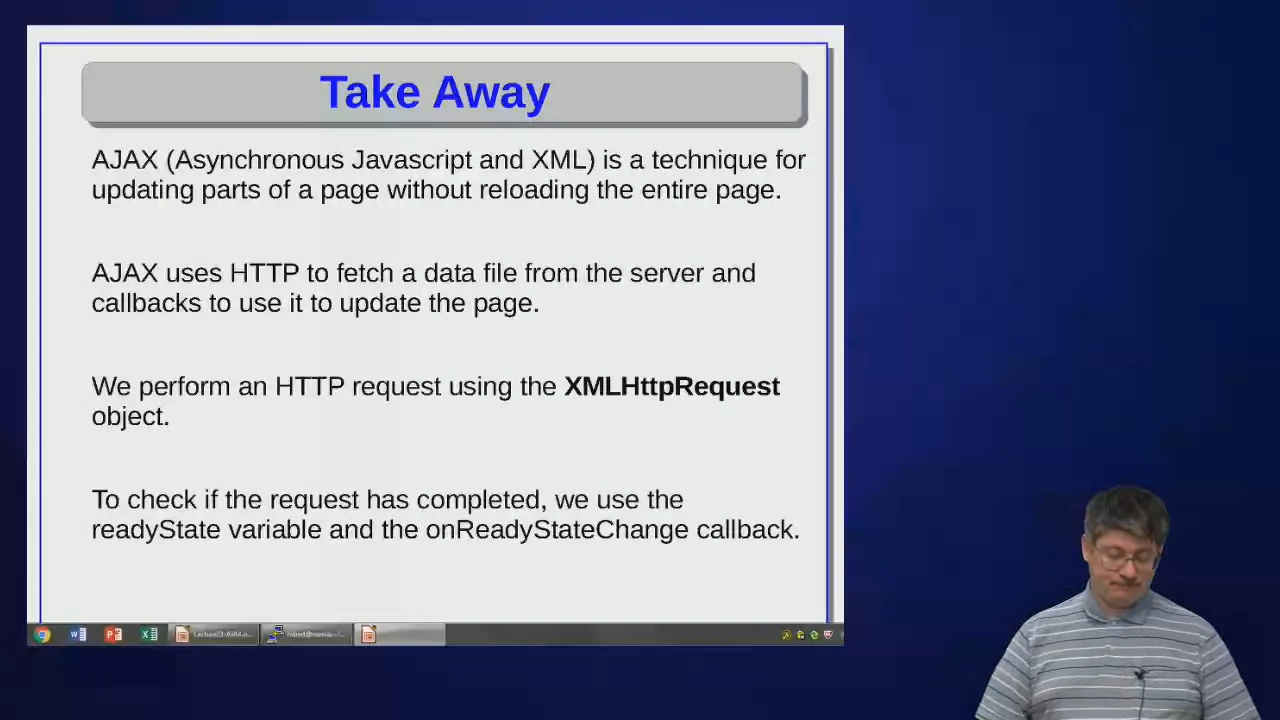 Take Away
AJAX (Asynchronous Javascript and XML) is a technique for
updating parts of a page without reloading the entire page.
AJAX uses HTTP to fetch a data file from the server and
callbacks to use it to update the page.
We perform an HTTP request using the XMLHttpRequest
object.
To check if the request has completed, we use the
readyState variable and the onReadyStateChange callback.